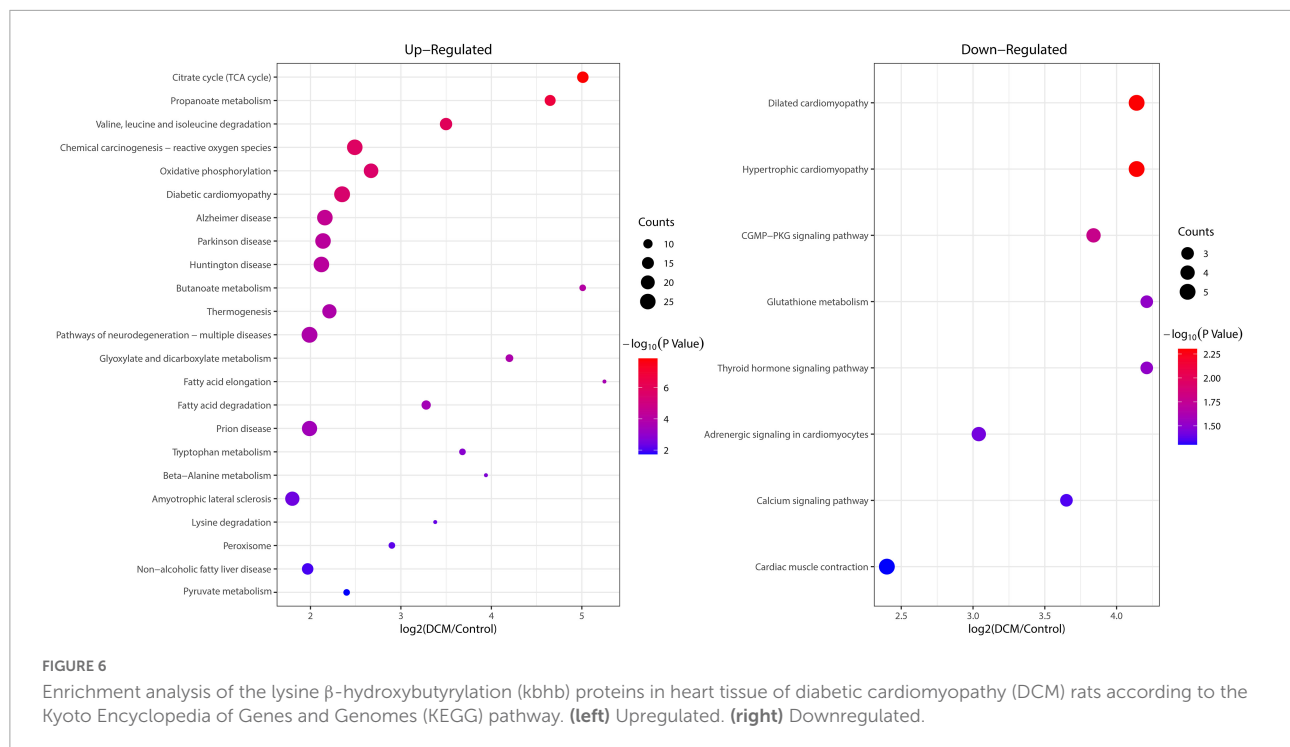 Up−Regulated
Citrate cycle (TCA cycle)
Propanoate metabolism
Valine, leucine and isoleucine degradation
Chemical carcinogenesis − reactive oxygen species
Oxidative phosphorylation
Diabetic cardiomyopathy
Alzheimer disease
Parkinson disease
Huntington disease
Butanoate metabolism
Thermogenesis
Pathways of neurodegeneration − multiple diseases
Glyoxylate and dicarboxylate metabolism
Fatty acid elongation
Fatty acid degradation
Prion disease
Tryptophan metabolism
Beta−Alanine metabolism
Amyotrophic lateral sclerosis
Lysine degradation
Peroxisome
Non−alcoholic fatty liver disease
Pyruvate metabolism
2 3 4 5
log2(DCM/Control)
Counts
10
15
20
25
−log₁₀(P Value)
6
4
2
Down−Regulated
Dilated cardiomyopathy
Hypertrophic cardiomyopathy
CGMP−PKG signaling pathway
Glutathione metabolism
Thyroid hormone signaling pathway
Adrenergic signaling in cardiomyocytes
Calcium signaling pathway
Cardiac muscle contraction
2.5 3.0 3.5 4.0
log2(DCM/Control)
Counts
3
4
5
−log₁₀(P Value)
2.25
2.00
1.75
1.50
FIGURE 6
Enrichment analysis of the lysine β-hydroxybutyrylation (kbhb) proteins in heart tissue of diabetic cardiomyopathy (DCM) rats according to the
Kyoto Encyclopedia of Genes and Genomes (KEGG) pathway. (left) Upregulated. (right) Downregulated.